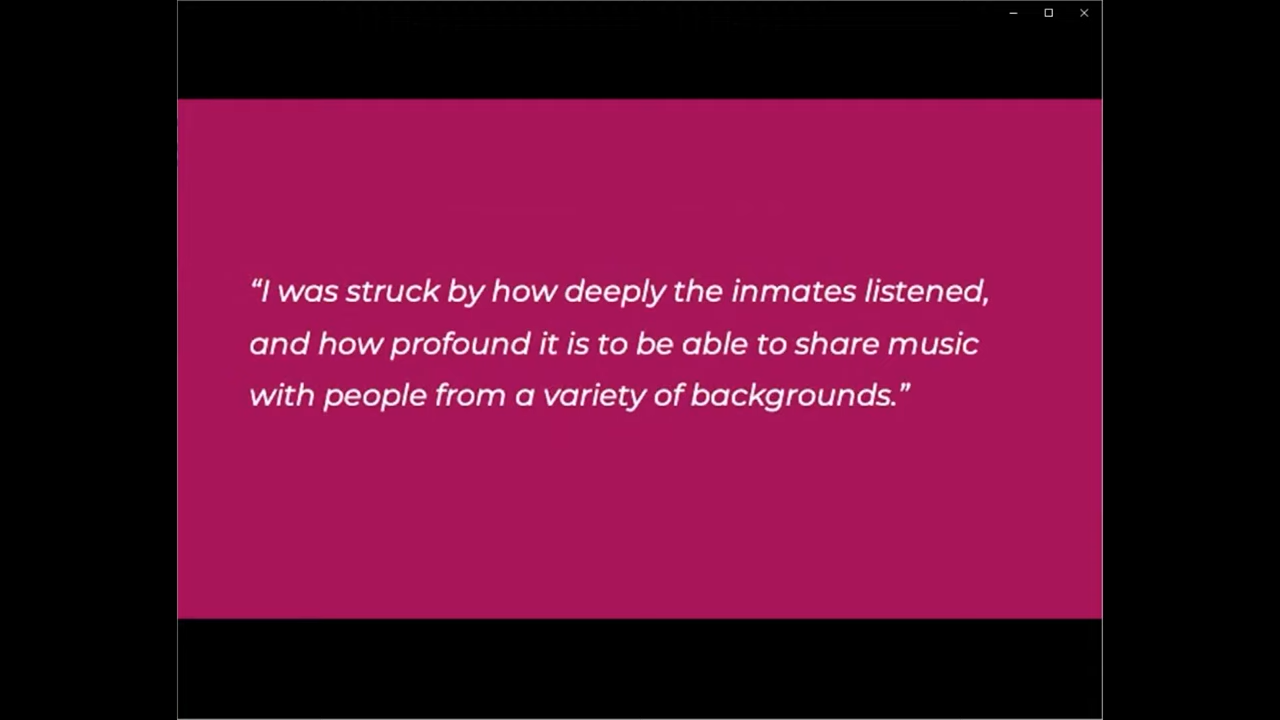 “I was struck by how deeply the inmates listened,
and how profound it is to be able to share music
with people from a variety of backgrounds.”